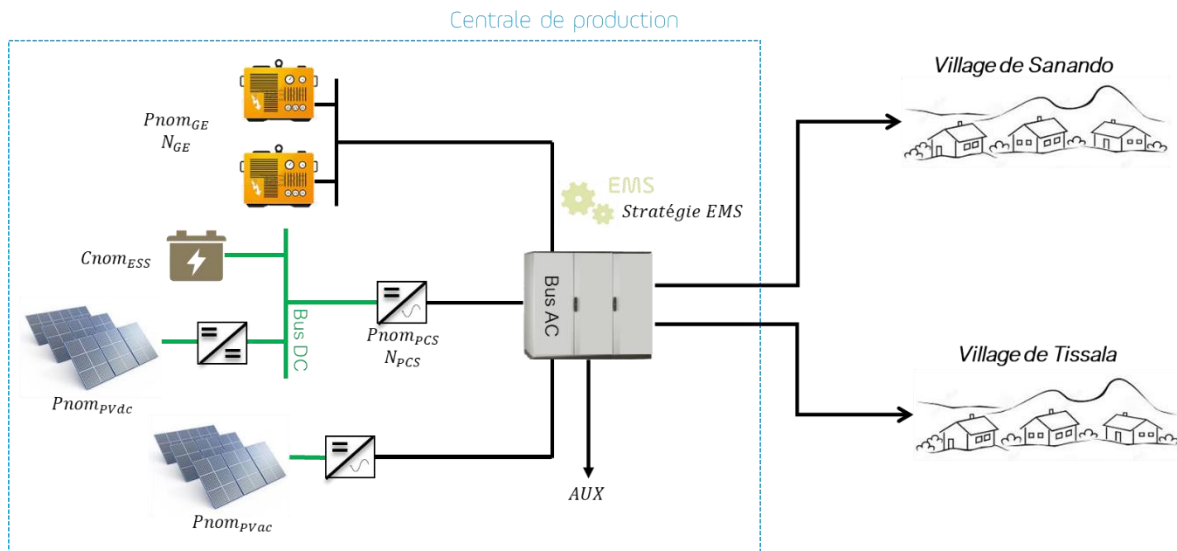 Centrale de production
Village de Sanando
Pnom_GE
N_GE
EMS
Stratégie EMS
Cnom_ESS
Bus DC
Bus AC
Pnom_PCS
N_PCS
Village de Tissala
Pnom_PVdc
Pnom_PVac
AUX